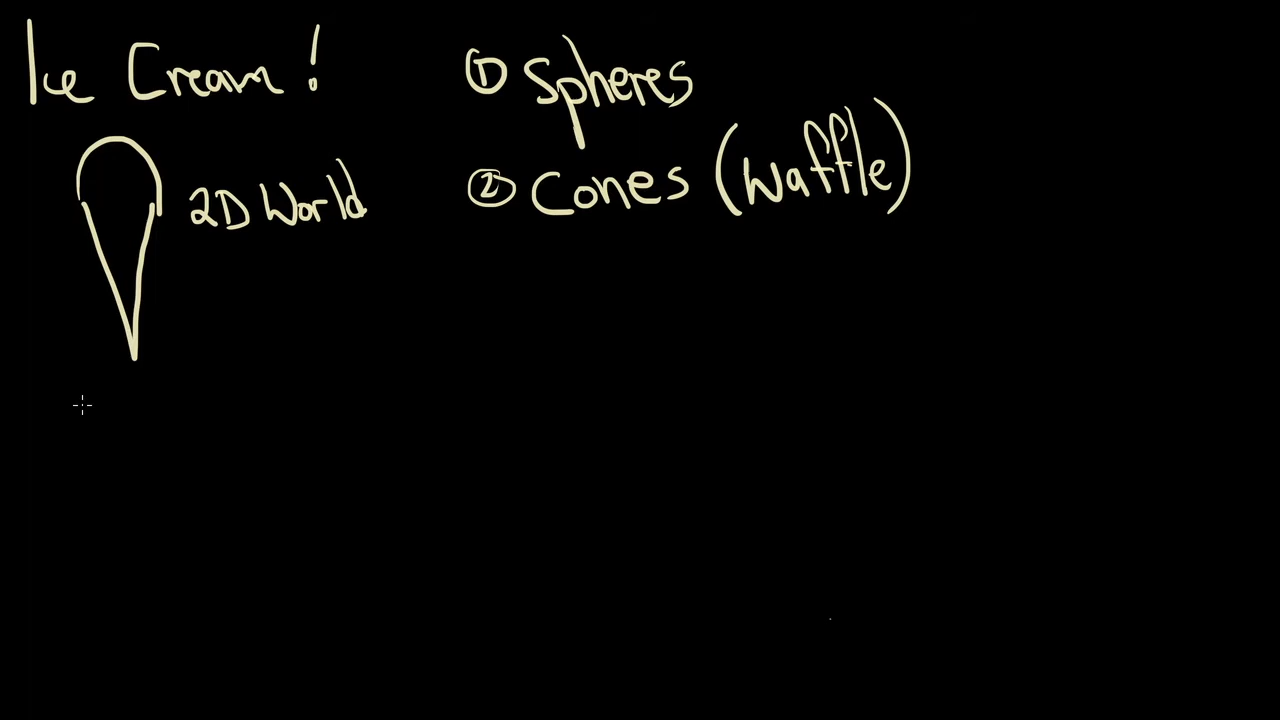 Ice Cream!
① Spheres
② Cones (Waffle)
2D World